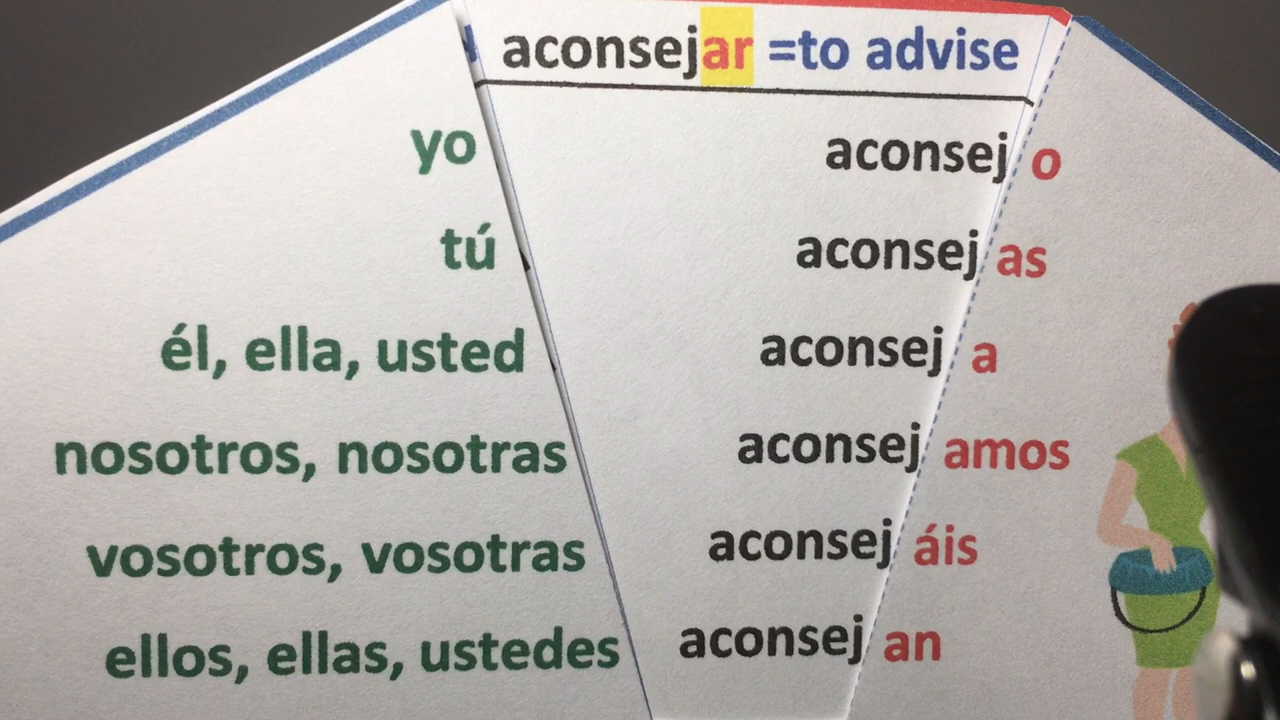 aconsejar =to advise
yo aconsej o
tú aconsej as
él, ella, usted aconsej a
nosotros, nosotras aconsej amos
vosotros, vosotras aconsej áis
ellos, ellas, ustedes aconsej an